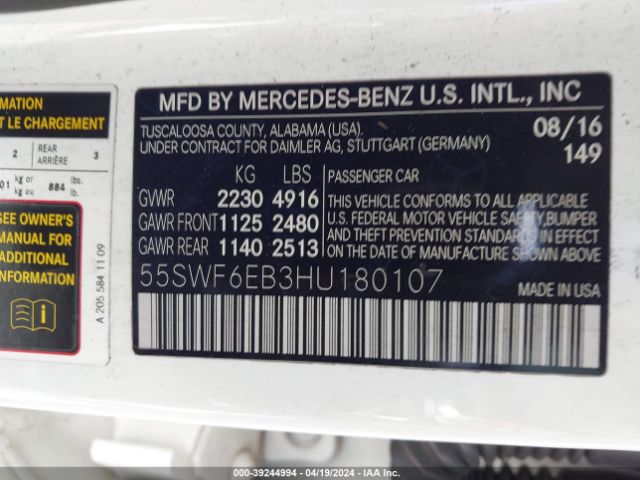 MATION
T LE CHARGEMENT
2 REAR ARRIÈRE 3
01 kg or kg ou 884 lbs. lb.
SEE OWNER'S
MANUAL FOR
ADDITIONAL
INFORMATION
A 205 584 11 09
MFD BY MERCEDES-BENZ U.S. INTL., INC
TUSCALOOSA COUNTY, ALABAMA (USA). 08/16
UNDER CONTRACT FOR DAIMLER AG, STUTTGART (GERMANY) 149
KG LBS
GVWR 2230 4916
GAWR FRONT 1125 2480
GAWR REAR 1140 2513
PASSENGER CAR
THIS VEHICLE CONFORMS TO ALL APPLICABLE
U.S. FEDERAL MOTOR VEHICLE SAFETY, BUMPER
AND THEFT PREVENTION STANDARDS IN EFFECT
ON THE DATE OF MANUFACTURE SHOWN ABOVE
55SWF6EB3HU180107
MADE IN USA
000-39244994 - 04/19/2024 - IAA Inc.